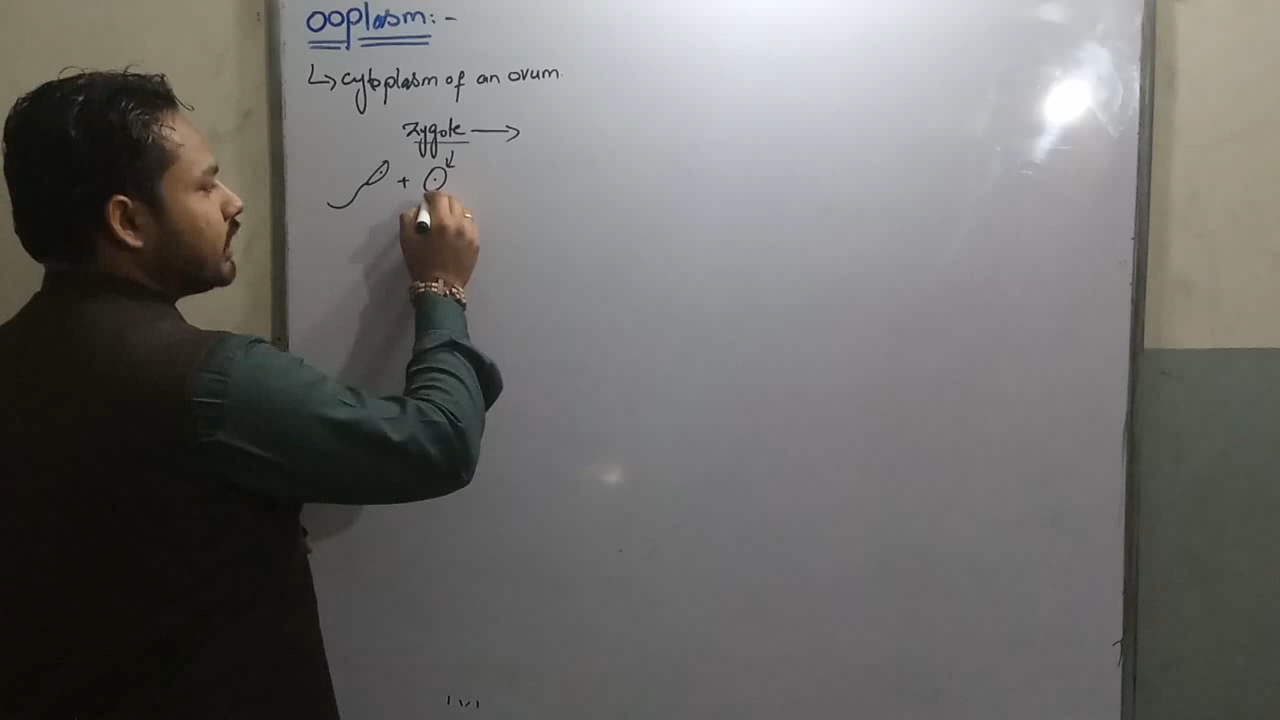 ooplasm:-
↳ cytoplasm of an ovum.
zygote →
+